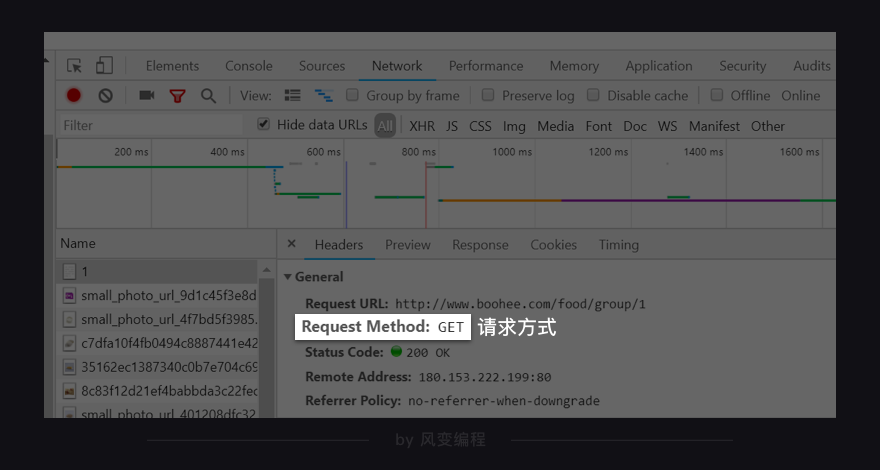 Elements Console Sources Network Performance Memory Application Security Audits
View: Group by frame Preserve log Disable cache Offline Online
Filter Hide data URLs All XHR JS CSS Img Media Font Doc WS Manifest Other
200 ms 400 ms 600 ms 800 ms 1000 ms 1200 ms 1400 ms 1600 ms
Name × Headers Preview Response Cookies Timing
1
General
small_photo_url_9d1c45f3e8d
Request URL: http://www.boohee.com/food/group/1
small_photo_url_4f7bd5f3985.
Request Method: GET 请求方式
c7dfa10f4fb0494c8887441e42
Status Code: 200 OK
35162ec1387340c0b7e704c69
Remote Address: 180.153.222.199:80
8c83f12d21ef4babbda3c22fec
Referrer Policy: no-referrer-when-downgrade
small_photo_url_401208dfc32
by 风变编程